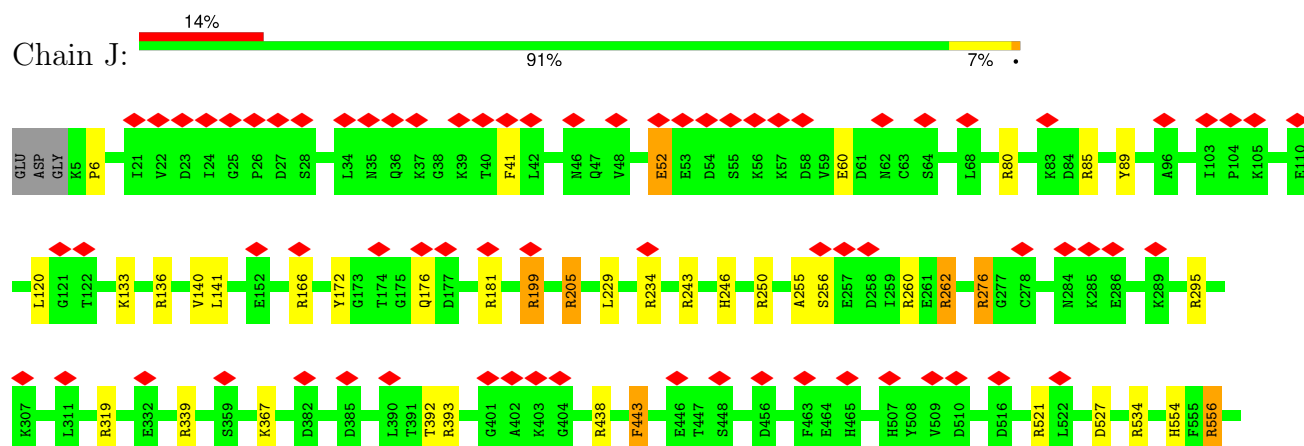 14%
Chain J:
91% 7% •
GLU ASP GLY K5 P6 I21 V22 D23 I24 G25 P26 D27 S28 L34 N35 Q36 K37 G38 K39 T40 F41 L42 N46 Q47 V48 E52 E53 D54 S55 K56 K57 D58 V59 E60 D61 N62 C63 S64 L68 R80 K83 D84 R85 Y89 A96 I103 P104 K105 E110
L120 G121 T122 K133 R136 V140 L141 E152 R166 Y172 G173 T174 G175 Q176 D177 R181 R199 R205 L229 R234 R243 H246 R250 A255 S256 E257 D258 I259 R260 E261 R262 R276 G277 C278 N284 K285 E286 K289 R295
K307 L311 R319 E332 R339 S359 K367 D382 D385 L390 T391 T392 R393 G401 A402 K403 G404 R438 F443 E446 T447 S448 D456 F463 E464 H465 H507 Y508 V509 D510 D516 R521 L522 D527 R534 H554 F555 R556